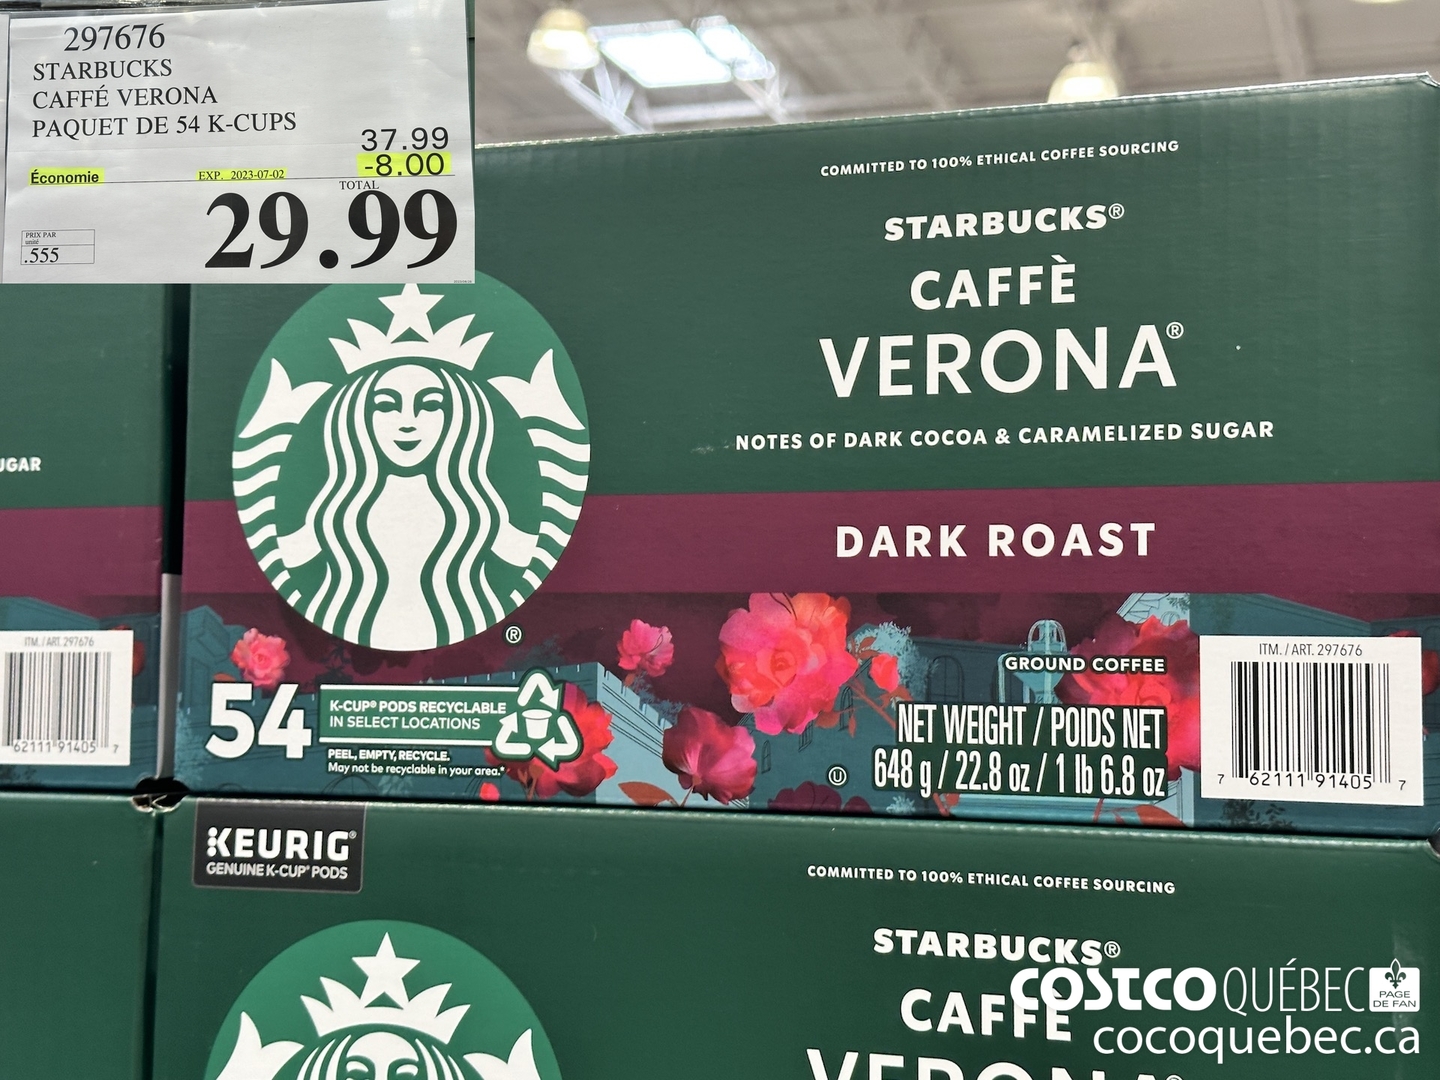 297676
STARBUCKS
CAFFÉ VERONA
PAQUET DE 54 K-CUPS
37.99
-8.00
Économie
EXP. 2023-07-02
TOTAL
29.99
PRIX PAR
unité
.555
COMMITTED TO 100% ETHICAL COFFEE SOURCING
STARBUCKS®
CAFFÈ
VERONA®
NOTES OF DARK COCOA & CARAMELIZED SUGAR
DARK ROAST
®
54
K-CUP® PODS RECYCLABLE
IN SELECT LOCATIONS
PEEL, EMPTY, RECYCLE.
May not be recyclable in your area.*
GROUND COFFEE
NET WEIGHT / POIDS NET
648 g / 22.8 oz / 1 lb 6.8 oz
U
ITM. / ART. 297676
7 62111 91405 7
UGAR
ITM. / ART. 297676
62111 91405 7
KEURIG®
GENUINE K-CUP® PODS
COMMITTED TO 100% ETHICAL COFFEE SOURCING
STARBUCKS®
CAFFÈ
VERONA®
COSTCO QUÉBEC
PAGE
DE FAN
cocoquebec.ca